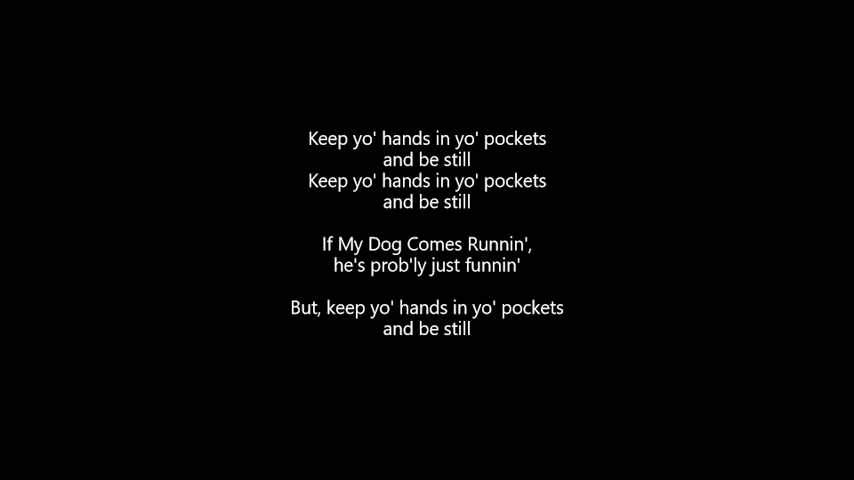 Keep yo' hands in yo' pockets
and be still
Keep yo' hands in yo' pockets
and be still
If My Dog Comes Runnin',
he's prob'ly just funnin'
But, keep yo' hands in yo' pockets
and be still